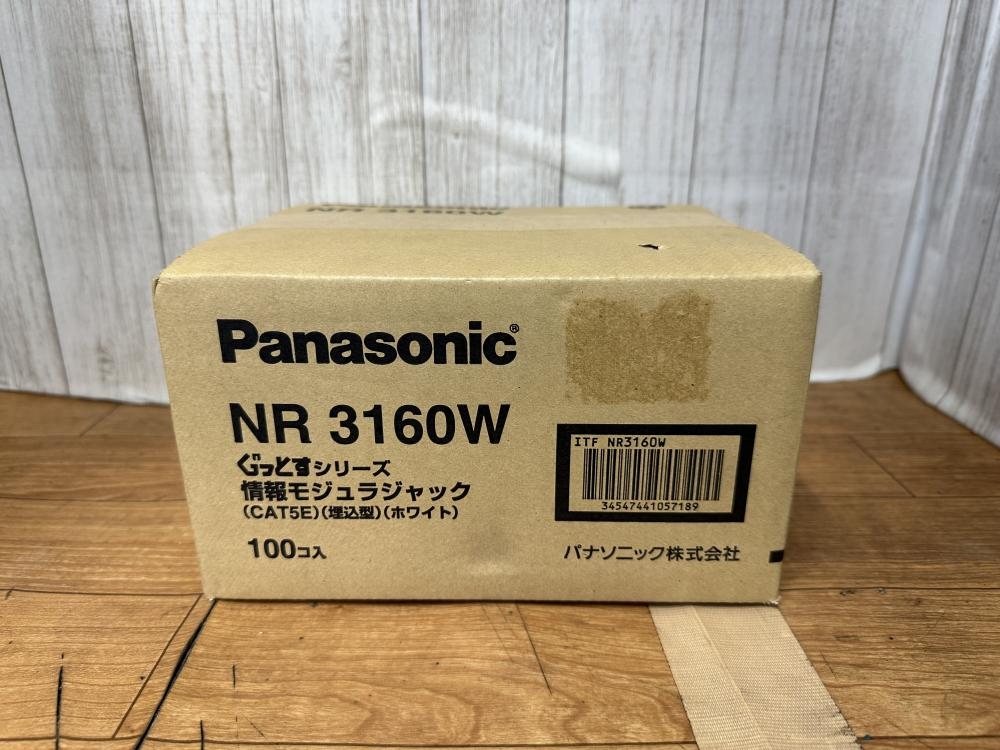 NR 3160W
Panasonic®
NR 3160W
ぐっとすシリーズ
情報モジュラジャック
(CAT5E)(埋込型)(ホワイト)
100コ入
ITF NR3160W
34547441057189
パナソニック株式会社